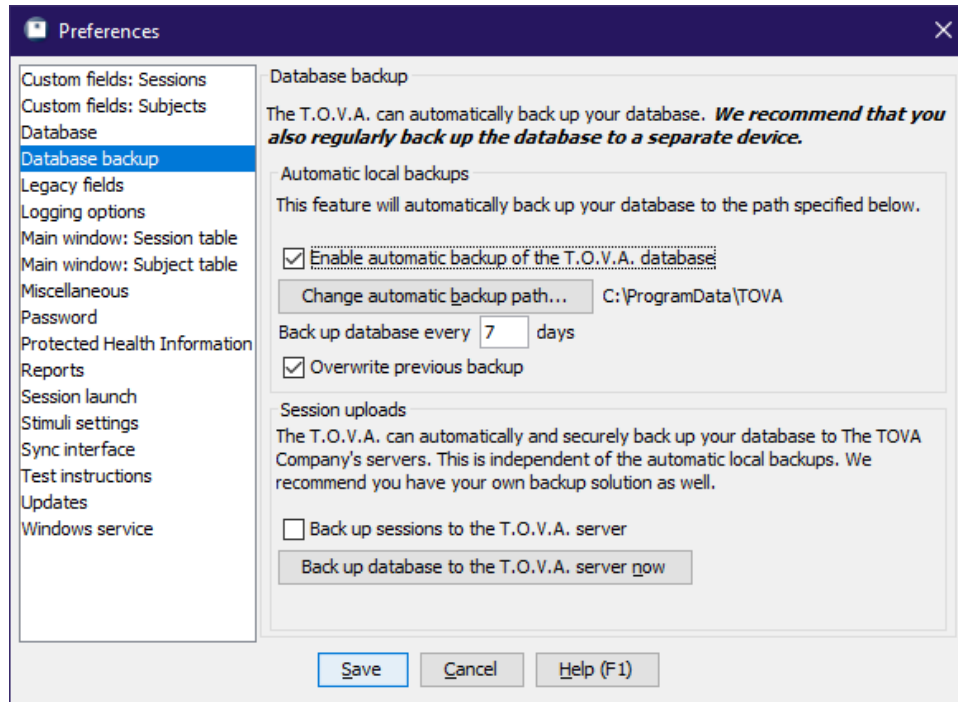 Preferences
Custom fields: Sessions
Custom fields: Subjects
Database
Database backup
Legacy fields
Logging options
Main window: Session table
Main window: Subject table
Miscellaneous
Password
Protected Health Information
Reports
Session launch
Stimuli settings
Sync interface
Test instructions
Updates
Windows service
Database backup
The T.O.V.A. can automatically back up your database. We recommend that you
also regularly back up the database to a separate device.
Automatic local backups
This feature will automatically back up your database to the path specified below.
Enable automatic backup of the T.O.V.A. database
Change automatic backup path... C:\ProgramData\TOVA
Back up database every 7 days
Overwrite previous backup
Session uploads
The T.O.V.A. can automatically and securely back up your database to The TOVA
Company's servers. This is independent of the automatic local backups. We
recommend you have your own backup solution as well.
Back up sessions to the T.O.V.A. server
Back up database to the T.O.V.A. server now
Save Cancel Help (F1)